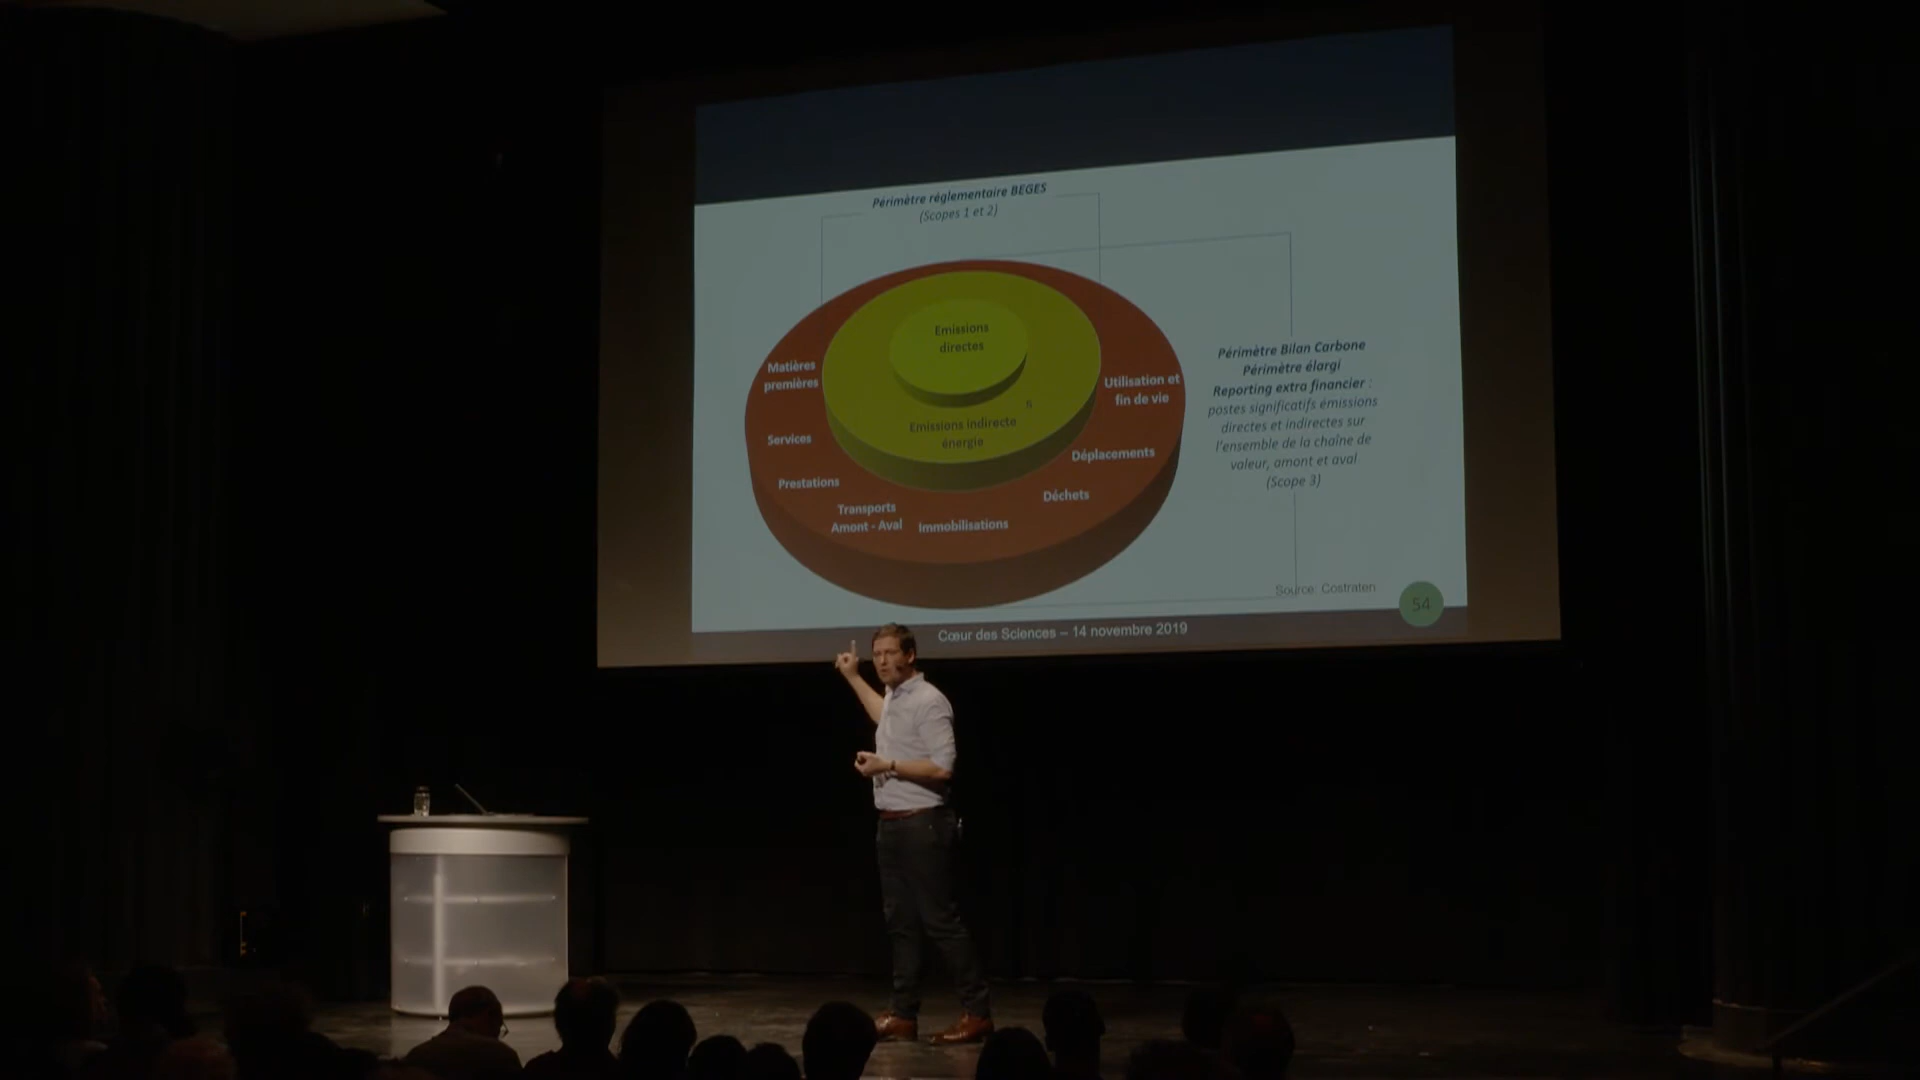 Périmètre réglementaire BEGES
(Scopes 1 et 2)
Emissions
directes
Emissions indirecte
énergie
Matières
premières
Services
Prestations
Transports
Amont - Aval
Immobilisations
Déchets
Déplacements
Utilisation et
fin de vie
Périmètre Bilan Carbone
Périmètre élargi
Reporting extra financier :
postes significatifs émissions
directes et indirectes sur
l'ensemble de la chaîne de
valeur, amont et aval
(Scope 3)
Source: Costraten
54
Cœur des Sciences – 14 novembre 2019